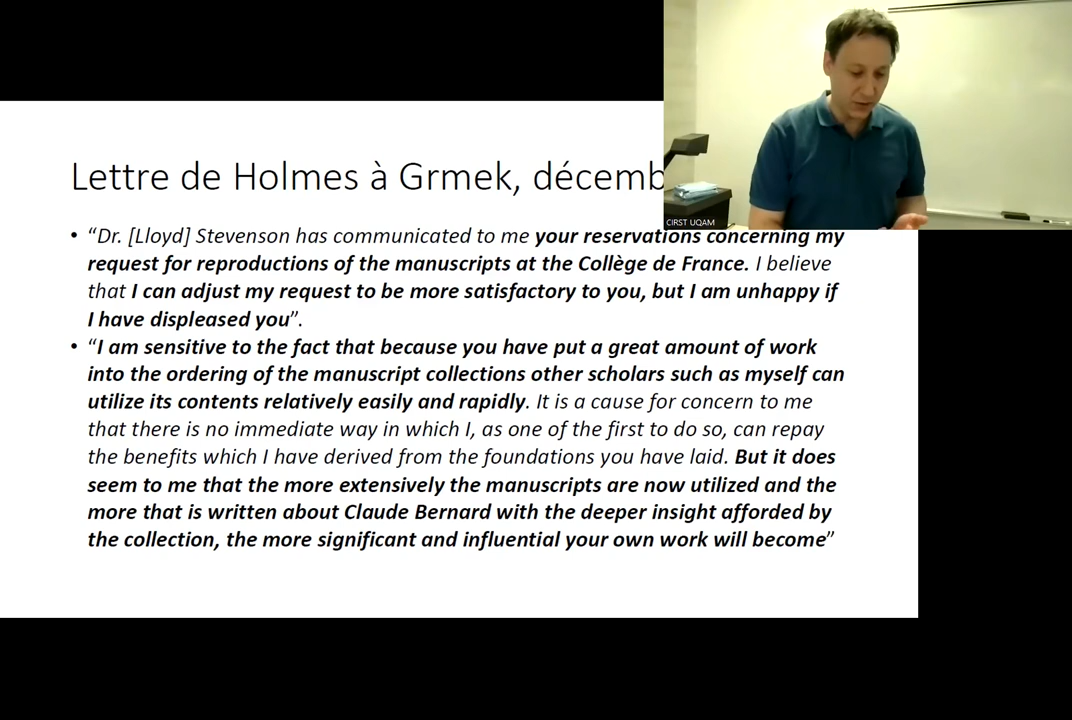 Lettre de Holmes à Grmek, décemb
CIRST UQAM
• “Dr. [Lloyd] Stevenson has communicated to me your reservations concerning my
request for reproductions of the manuscripts at the Collège de France. I believe
that I can adjust my request to be more satisfactory to you, but I am unhappy if
I have displeased you”.
• “I am sensitive to the fact that because you have put a great amount of work
into the ordering of the manuscript collections other scholars such as myself can
utilize its contents relatively easily and rapidly. It is a cause for concern to me
that there is no immediate way in which I, as one of the first to do so, can repay
the benefits which I have derived from the foundations you have laid. But it does
seem to me that the more extensively the manuscripts are now utilized and the
more that is written about Claude Bernard with the deeper insight afforded by
the collection, the more significant and influential your own work will become”